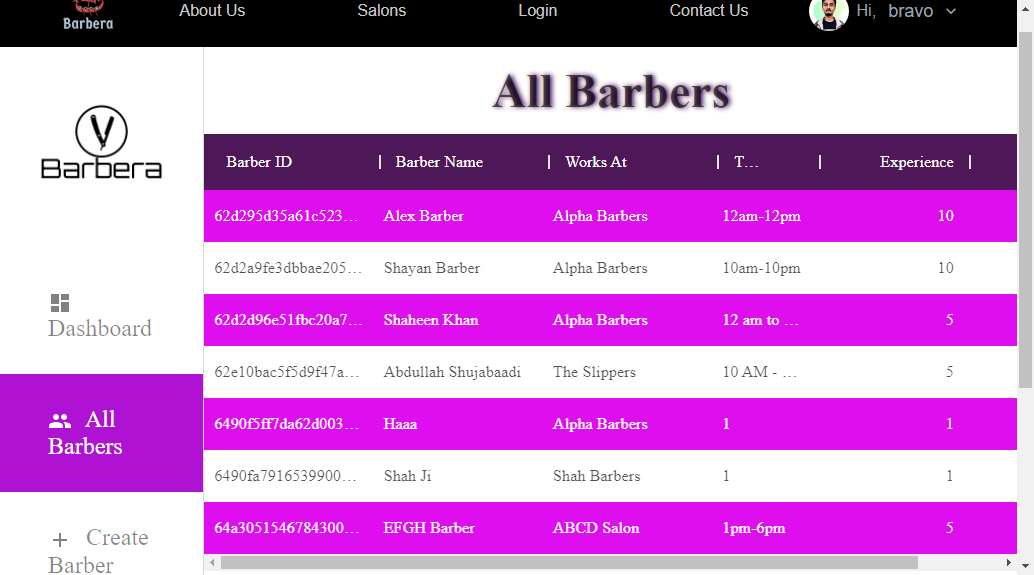 Barbera
About Us
Salons
Login
Contact Us
Hi, bravo
Barbera
Dashboard
All
Barbers
Create
Barber
All Barbers
Barber ID | Barber Name | Works At | T... | Experience |
62d295d35a61c523... Alex Barber Alpha Barbers 12am-12pm 10
62d2a9fe3dbbae205... Shayan Barber Alpha Barbers 10am-10pm 10
62d2d96e51fbc20a7... Shaheen Khan Alpha Barbers 12 am to ... 5
62e10bac5f5d9f47a... Abdullah Shujabaadi The Slippers 10 AM - ... 5
6490f5ff7da62d003... Haaa Alpha Barbers 1 1
6490fa7916539900... Shah Ji Shah Barbers 1 1
64a3051546784300... EFGH Barber ABCD Salon 1pm-6pm 5